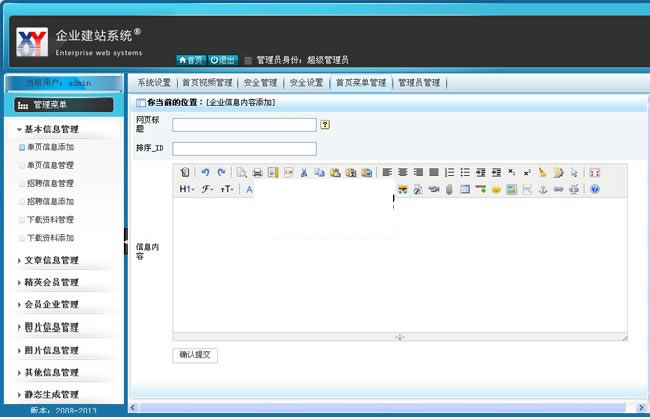 XY
企业建站系统®
Enterprise web systems
首页 退出 管理员身份：超级管理员
当前用户：admin
系统设置 首页视频管理 安全管理 安全设置 首页菜单管理 管理员管理
管理菜单
你当前的位置：[企业信息内容添加]
基本信息管理
单页信息添加
单页信息管理
招聘信息管理
招聘信息添加
下载资料管理
下载资料添加
文章信息管理
精英会员管理
会员企业管理
图片信息管理
图片信息管理
其他信息管理
静态生成管理
版本：2008-2013
网页标题
排序_ID
H1 F TT A
信息内容
确认提交